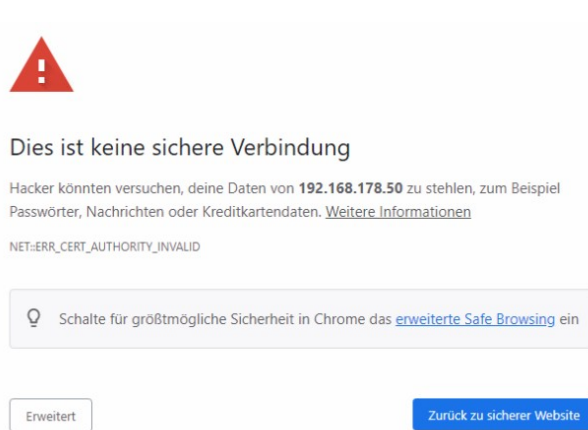 Dies ist keine sichere Verbindung
Hacker könnten versuchen, deine Daten von 192.168.178.50 zu stehlen, zum Beispiel
Passwörter, Nachrichten oder Kreditkartendaten. Weitere Informationen
NET::ERR_CERT_AUTHORITY_INVALID
Schalte für größtmögliche Sicherheit in Chrome das erweiterte Safe Browsing ein
Erweitert
Zurück zu sicherer Website